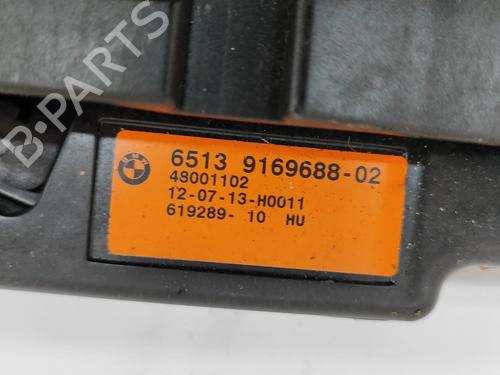 B-PARTS
6513 9169688-02
48001102
12-07-13-H0011
619289- 10 HU